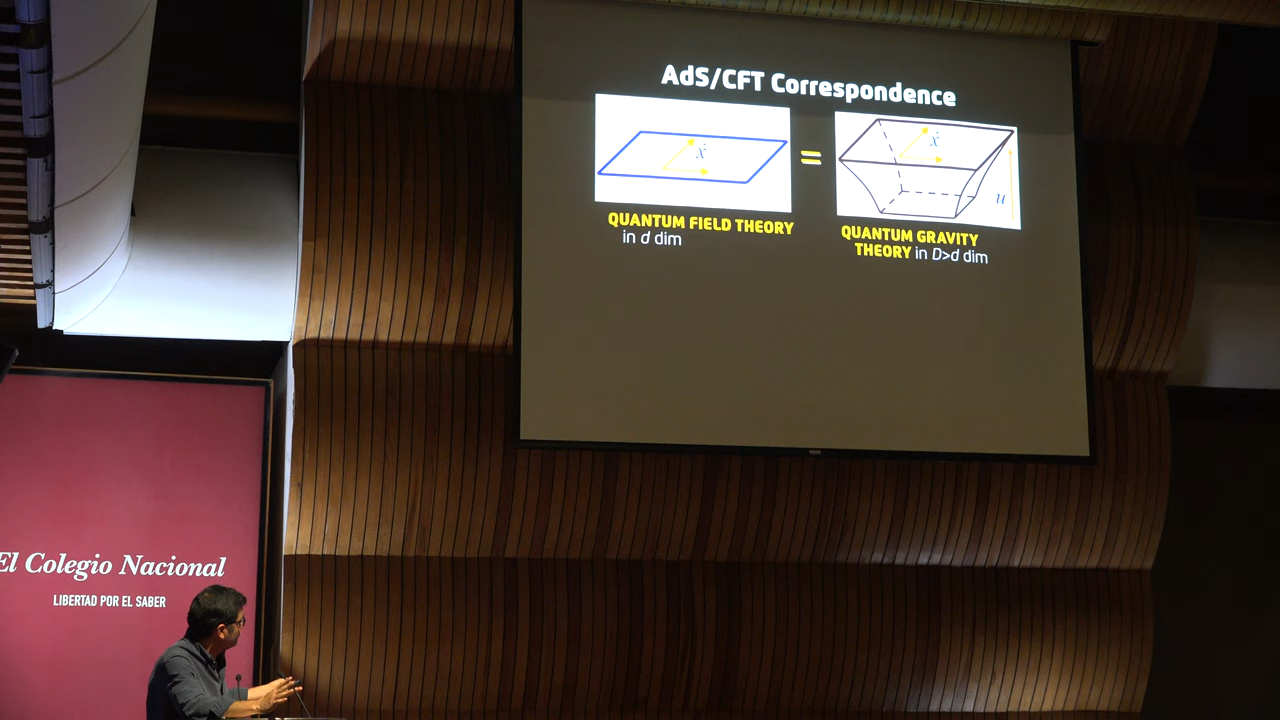 AdS/CFT Correspondence
ẋ
=
ẋ
u
QUANTUM FIELD THEORY
in d dim
QUANTUM GRAVITY
THEORY in D>d dim
El Colegio Nacional
LIBERTAD POR EL SABER